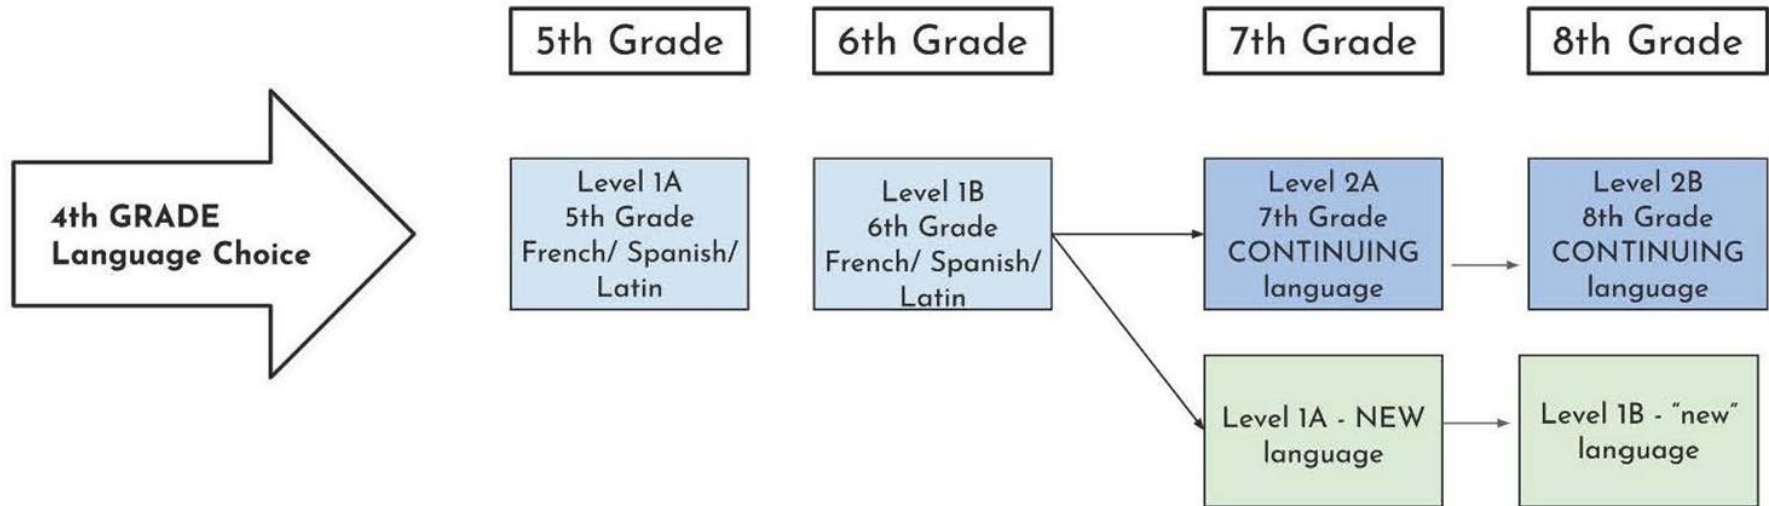 5th Grade
6th Grade
7th Grade
8th Grade
4th GRADE
Language Choice
Level 1A
5th Grade
French/ Spanish/
Latin
Level 1B
6th Grade
French/ Spanish/
Latin
Level 2A
7th Grade
CONTINUING
language
Level 2B
8th Grade
CONTINUING
language
Level 1A - NEW
language
Level 1B - “new”
language